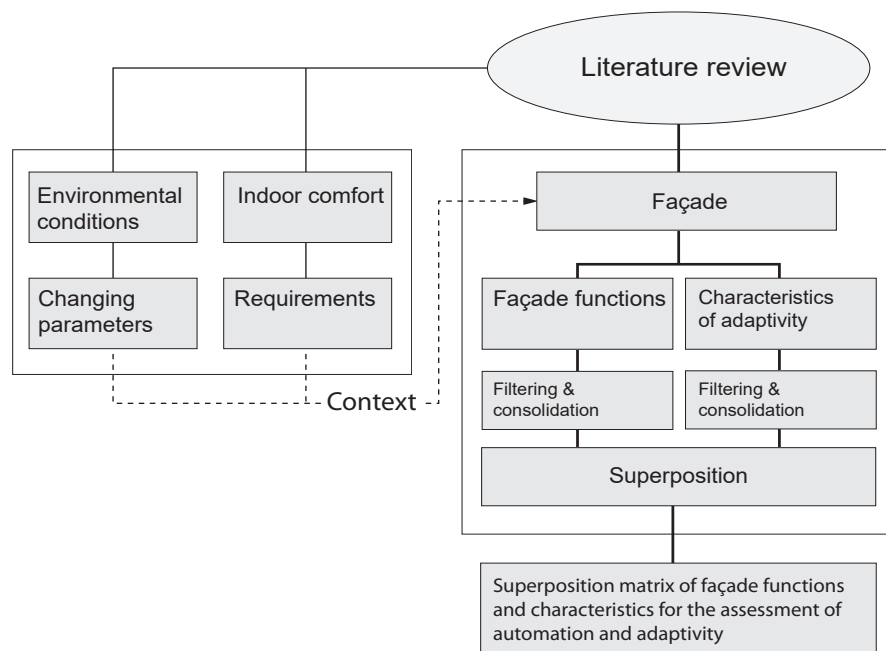 Literature review
Environmental
conditions
Indoor comfort
Changing
parameters
Requirements
Context
Façade
Façade functions
Characteristics
of adaptivity
Filtering &
consolidation
Filtering &
consolidation
Superposition
Superposition matrix of façade functions
and characteristics for the assessment of
automation and adaptivity